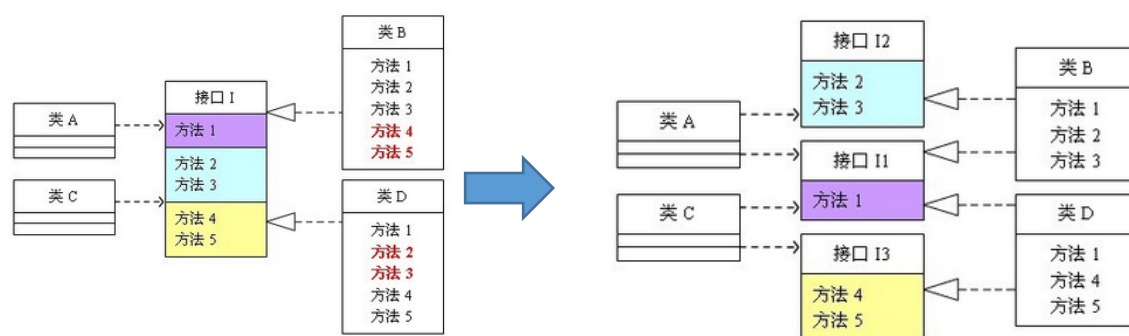 类 A
类 C
接口 I
方法 1
方法 2
方法 3
方法 4
方法 5
类 B
方法 1
方法 2
方法 3
方法 4
方法 5
类 D
方法 1
方法 2
方法 3
方法 4
方法 5
类 A
类 C
接口 I2
方法 2
方法 3
接口 I1
方法 1
接口 I3
方法 4
方法 5
类 B
方法 1
方法 2
方法 3
类 D
方法 1
方法 4
方法 5